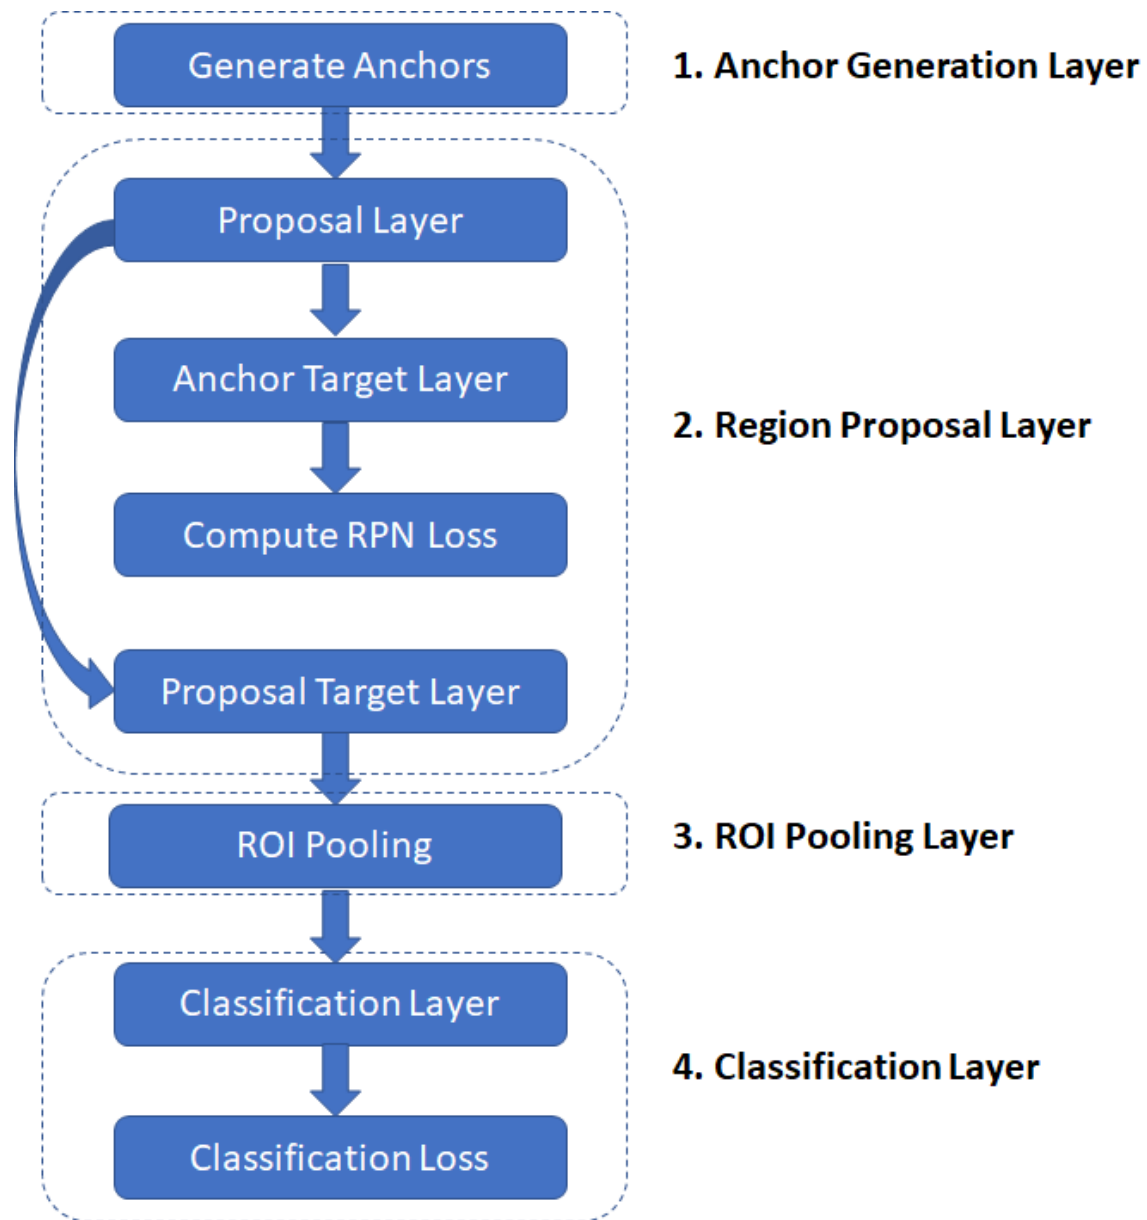 Generate Anchors
1. Anchor Generation Layer
Proposal Layer
Anchor Target Layer
2. Region Proposal Layer
Compute RPN Loss
Proposal Target Layer
ROI Pooling
3. ROI Pooling Layer
Classification Layer
4. Classification Layer
Classification Loss